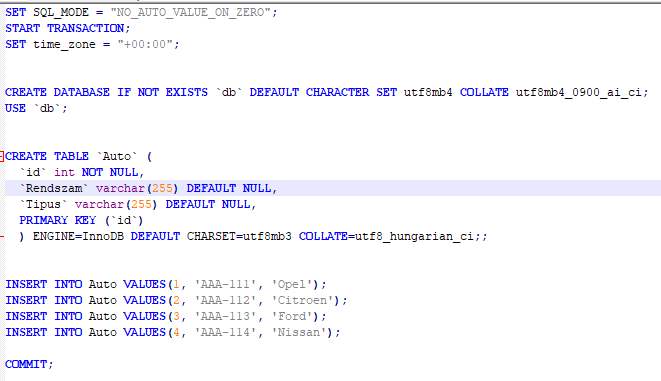 SET SQL_MODE = "NO_AUTO_VALUE_ON_ZERO";
START TRANSACTION;
SET time_zone = "+00:00";
CREATE DATABASE IF NOT EXISTS `db` DEFAULT CHARACTER SET utf8mb4 COLLATE utf8mb4_0900_ai_ci;
USE `db`;
CREATE TABLE `Auto` (
`id` int NOT NULL,
`Rendszam` varchar(255) DEFAULT NULL,
`Tipus` varchar(255) DEFAULT NULL,
PRIMARY KEY (`id`)
) ENGINE=InnoDB DEFAULT CHARSET=utf8mb3 COLLATE=utf8_hungarian_ci;;
INSERT INTO Auto VALUES(1, 'AAA-111', 'Opel');
INSERT INTO Auto VALUES(2, 'AAA-112', 'Citroen');
INSERT INTO Auto VALUES(3, 'AAA-113', 'Ford');
INSERT INTO Auto VALUES(4, 'AAA-114', 'Nissan');
COMMIT;